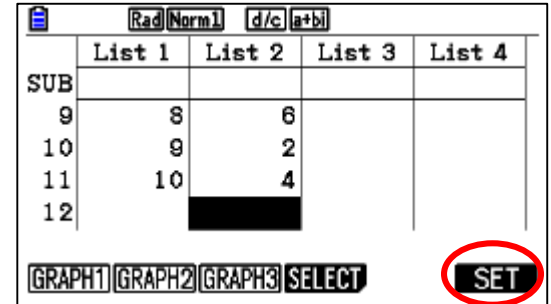 Rad Norm1 d/c a+bi
List 1 List 2 List 3 List 4
SUB
9 8 6
10 9 2
11 10 4
12
GRAPH1 GRAPH2 GRAPH3 SELECT SET